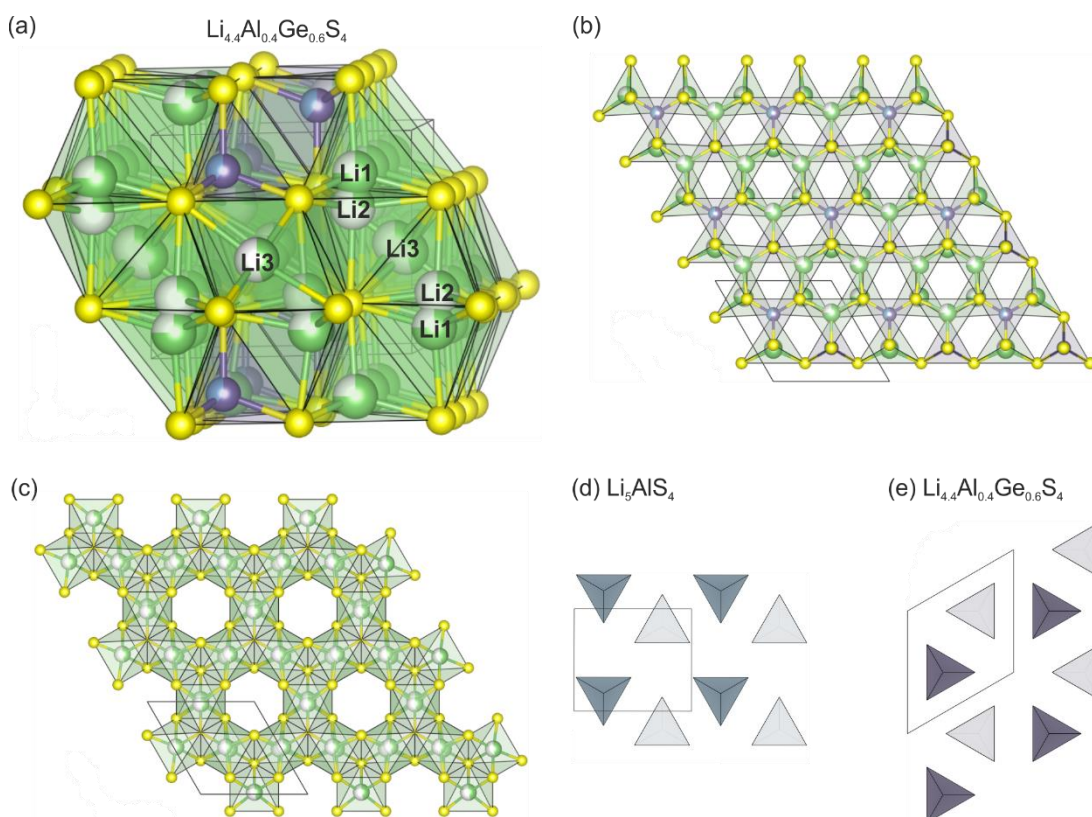 (a)
Li₄.₄Al₀.₄Ge₀.₆S₄
(b)
Li1
Li2
Li3
Li3
Li2
Li1
(c)
(d) Li₅AlS₄
(e) Li₄.₄Al₀.₄Ge₀.₆S₄